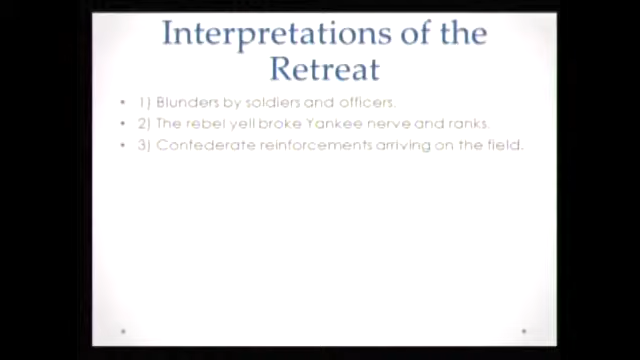 Interpretations of the
Retreat
• 1) Blunders by soldiers and officers.
• 2) The rebel yell broke Yankee nerve and ranks.
• 3) Confederate reinforcements arriving on the field.